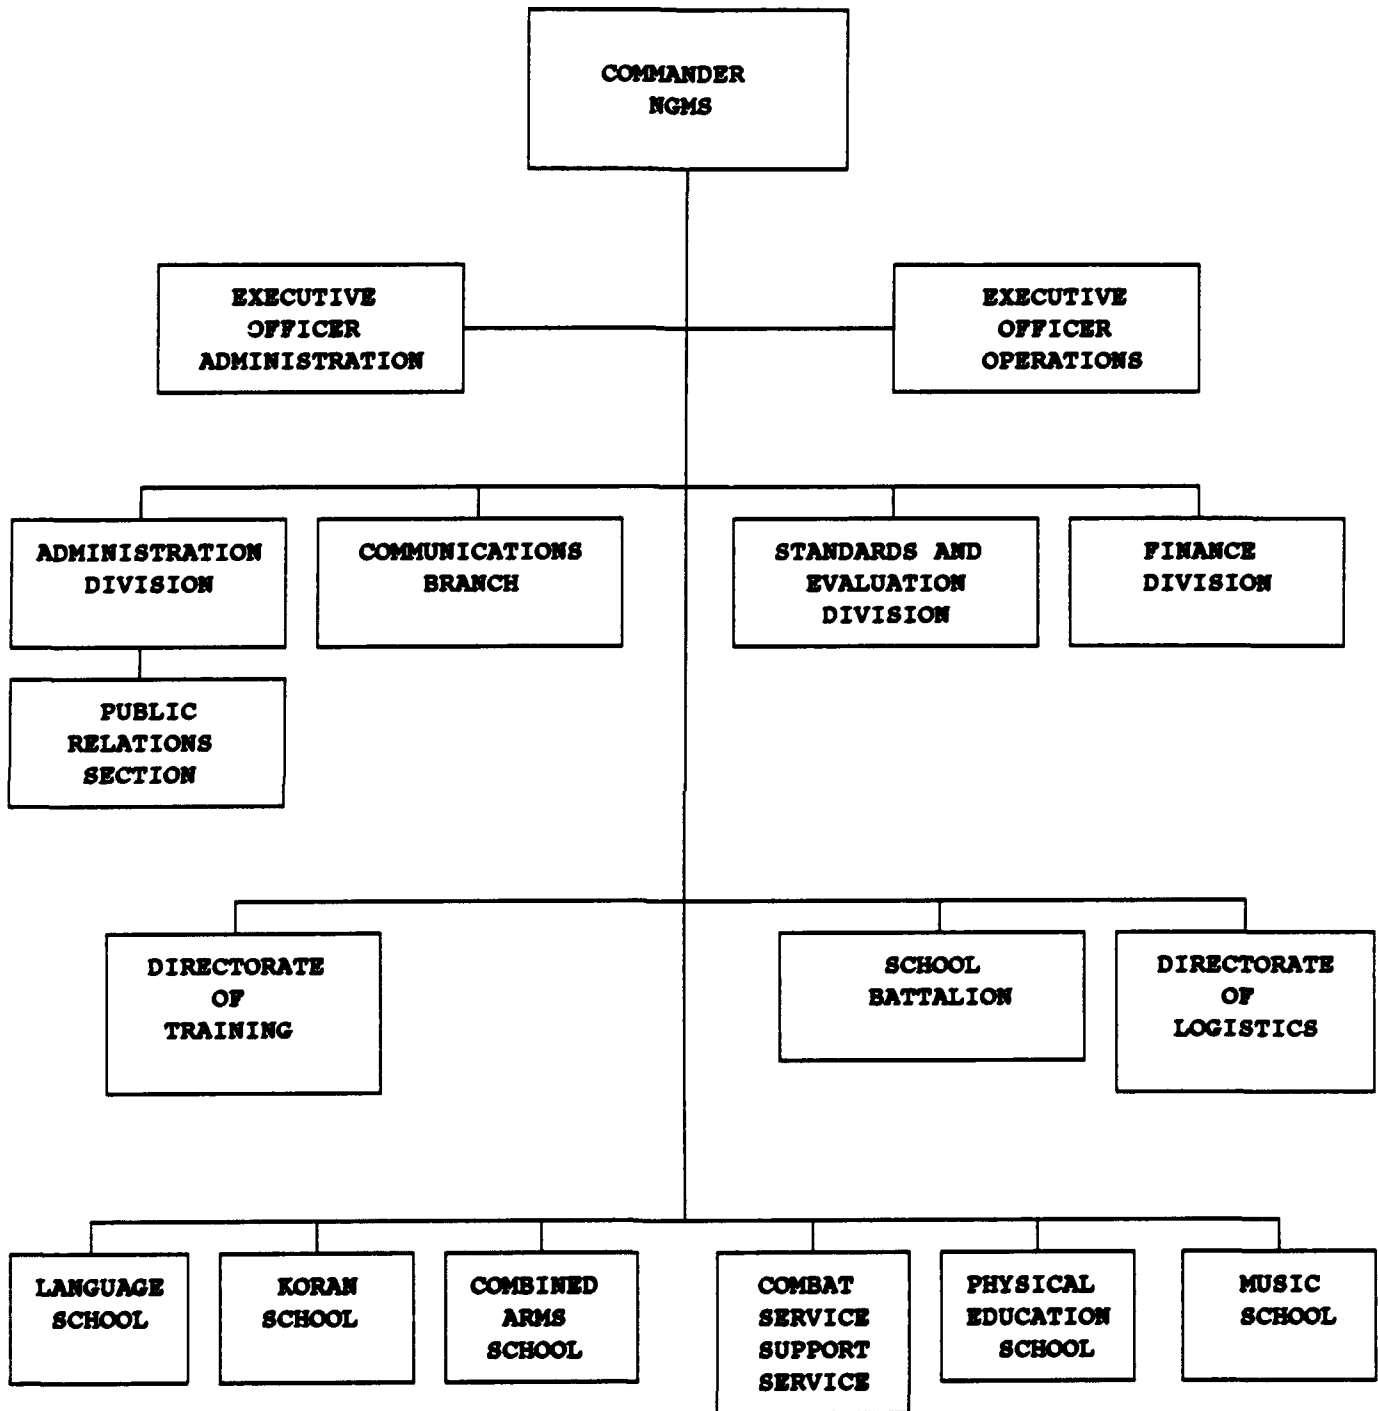 COMMANDER
NGMS
EXECUTIVE
OFFICER
ADMINISTRATION
EXECUTIVE
OFFICER
OPERATIONS
ADMINISTRATION
DIVISION
COMMUNICATIONS
BRANCH
STANDARDS AND
EVALUATION
DIVISION
FINANCE
DIVISION
PUBLIC
RELATIONS
SECTION
DIRECTORATE
OF
TRAINING
SCHOOL
BATTALION
DIRECTORATE
OF
LOGISTICS
LANGUAGE
SCHOOL
KORAN
SCHOOL
COMBINED
ARMS
SCHOOL
COMBAT
SERVICE
SUPPORT
SERVICE
PHYSICAL
EDUCATION
SCHOOL
MUSIC
SCHOOL